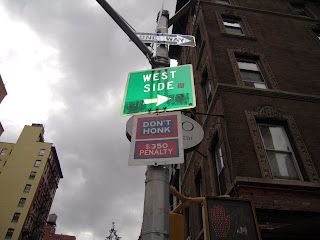 ONE WAY
WEST
SIDE
DON'T
HONK
$350
PENALTY